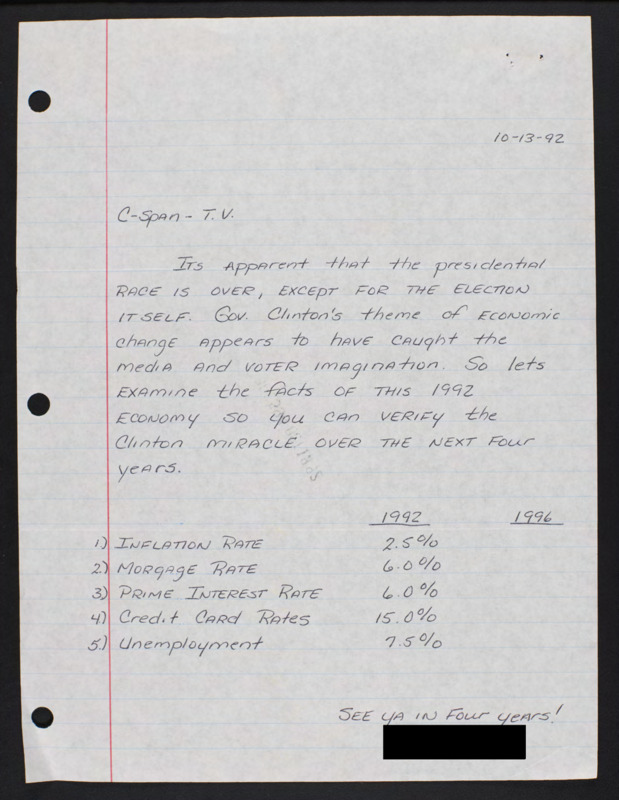 10-13-92
C-Span - T.V.
Its apparent that the presidential
RACE IS OVER, EXCEPT FOR THE ELECTION
ITSELF. Gov. Clinton's theme of Economic
change appears to have caught the
media and voter imagination. So lets
Examine the facts OF THIS 1992
Economy so you can verify the
Clinton MIRACLE OVER THE NEXT FOUR
years.
1992 1996
1) INFLATION RATE 2.5%
2) MORGAGE RATE 6.0%
3) PRIME INTEREST RATE 6.0%
4) Credit CARD Rates 15.0%
5.) Unemployment 7.5%
SEE YA IN FOUR years!